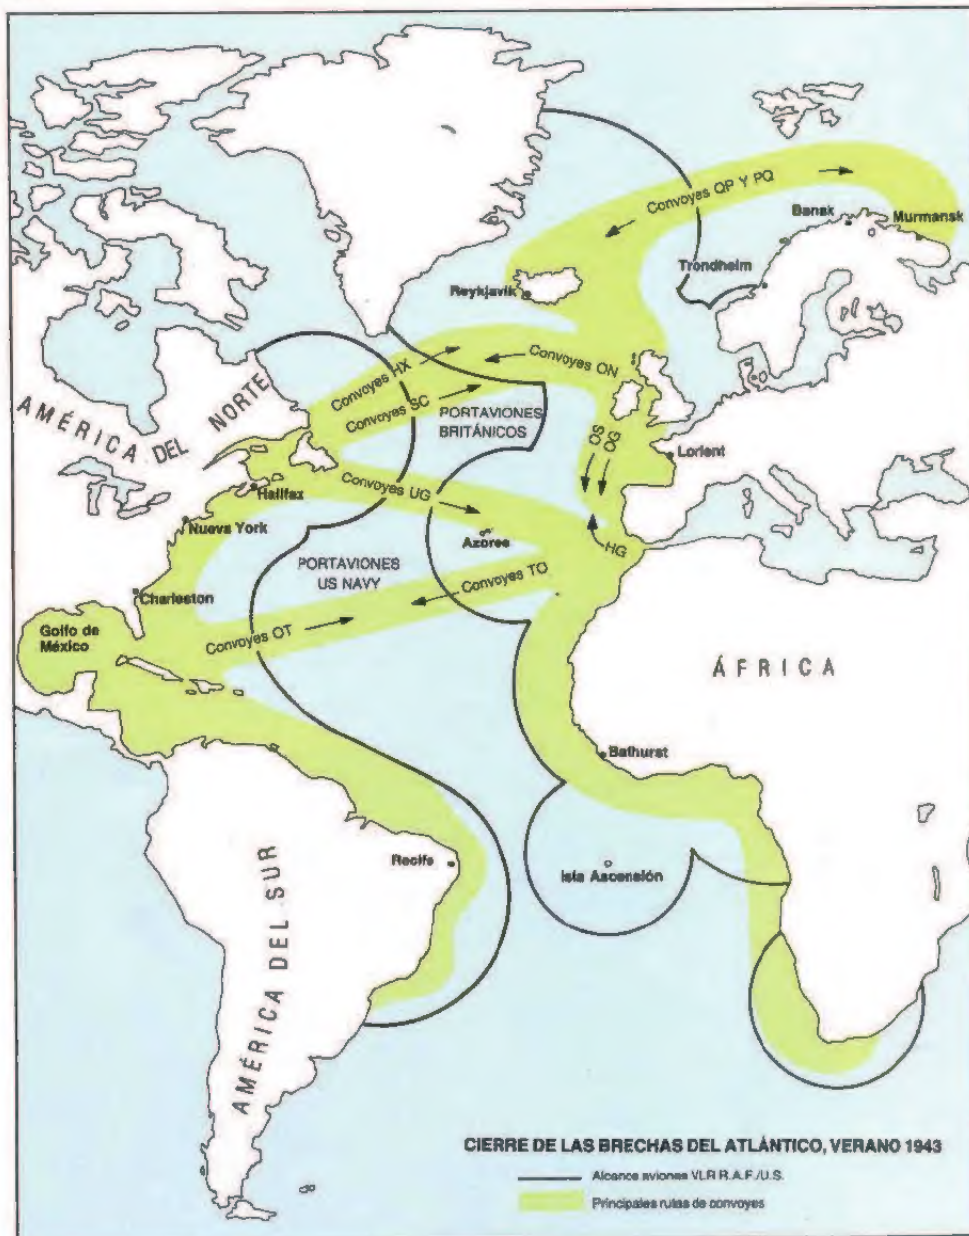 Convoyes QP Y PQ
Bansk
Murmansk
Trondheim
Reykjavik
Convoyes HX
Convoyes ON
Convoyes SC
PORTAVIONES
BRITÁNICOS
AMÉRICA DEL NORTE
OS
OG
Lorient
Halifax
Convoyes UG
Nueva York
Azores
HG
PORTAVIONES
US NAVY
Convoyes TO
Charleston
Golfo de
México
Convoyes OT
ÁFRICA
Bathurst
Recife
Isla Ascensión
AMÉRICA DEL SUR
CIERRE DE LAS BRECHAS DEL ATLÁNTICO, VERANO 1943
Alcance aviones VLR R.A.F./U.S.
Principales rutas de convoyes